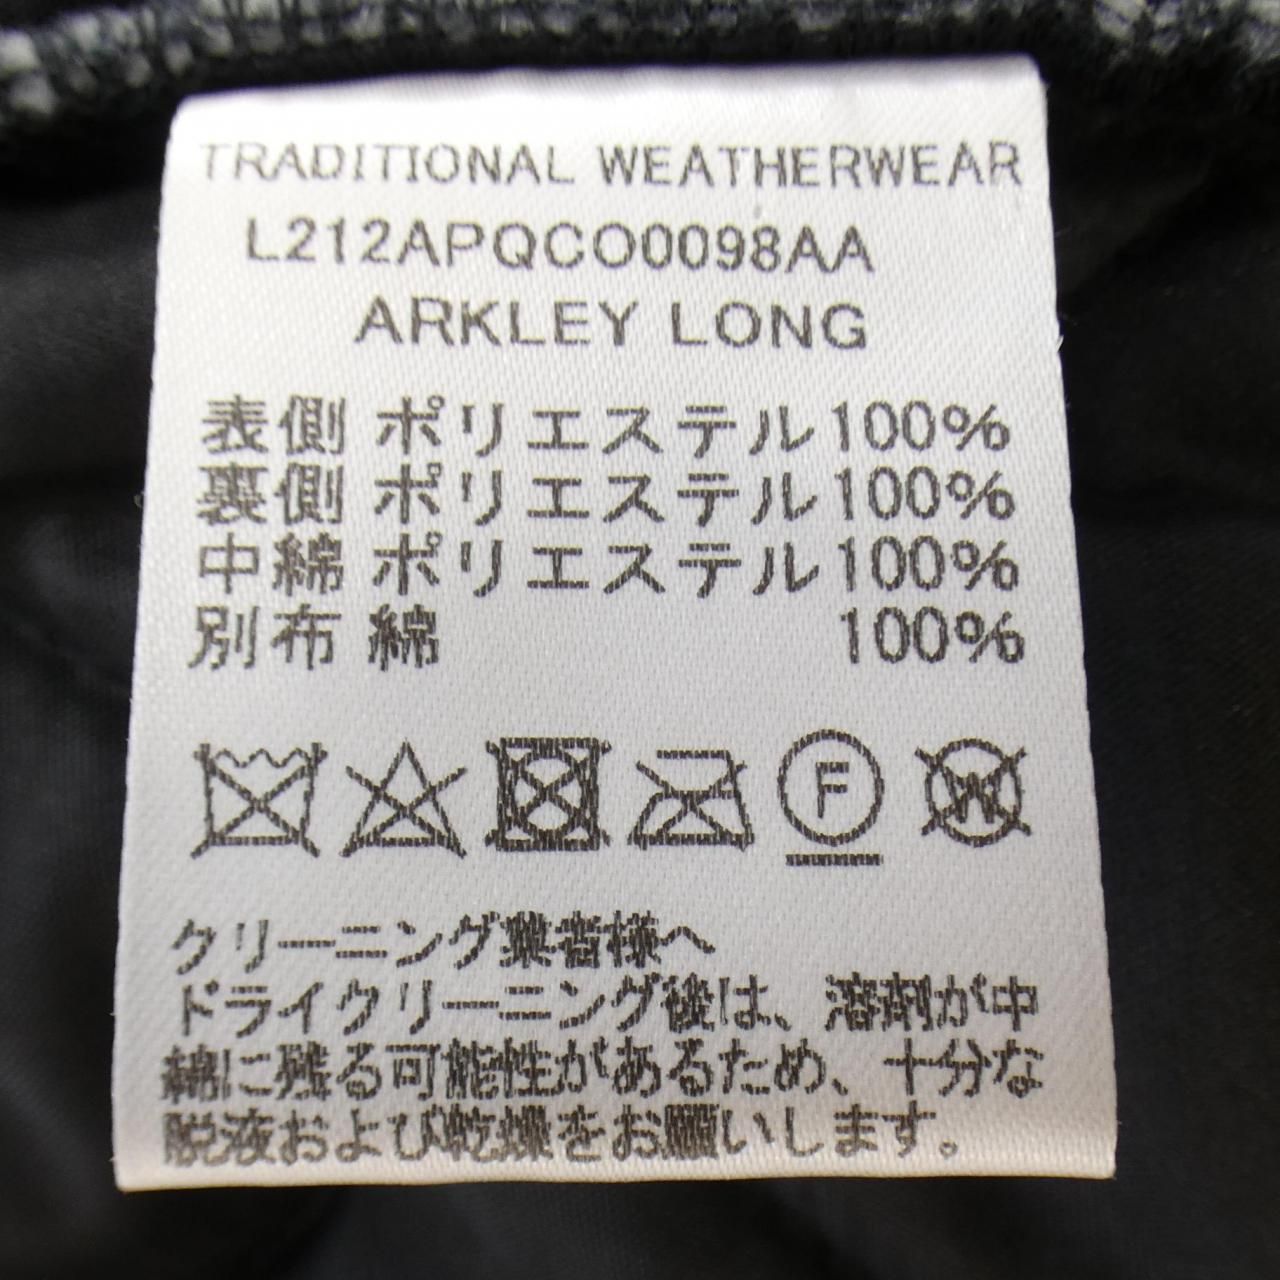 TRADITIONAL WEATHERWEAR
L212APQCO0098AA
ARKLEY LONG
表側 ポリエステル100%
裏側 ポリエステル100%
中綿 ポリエステル100%
別布 綿 100%
F
W
クリーニング業者様へ
ドライクリーニング後は、溶剤が中
綿に残る可能性があるため、十分な
脱液および乾燥をお願いします。